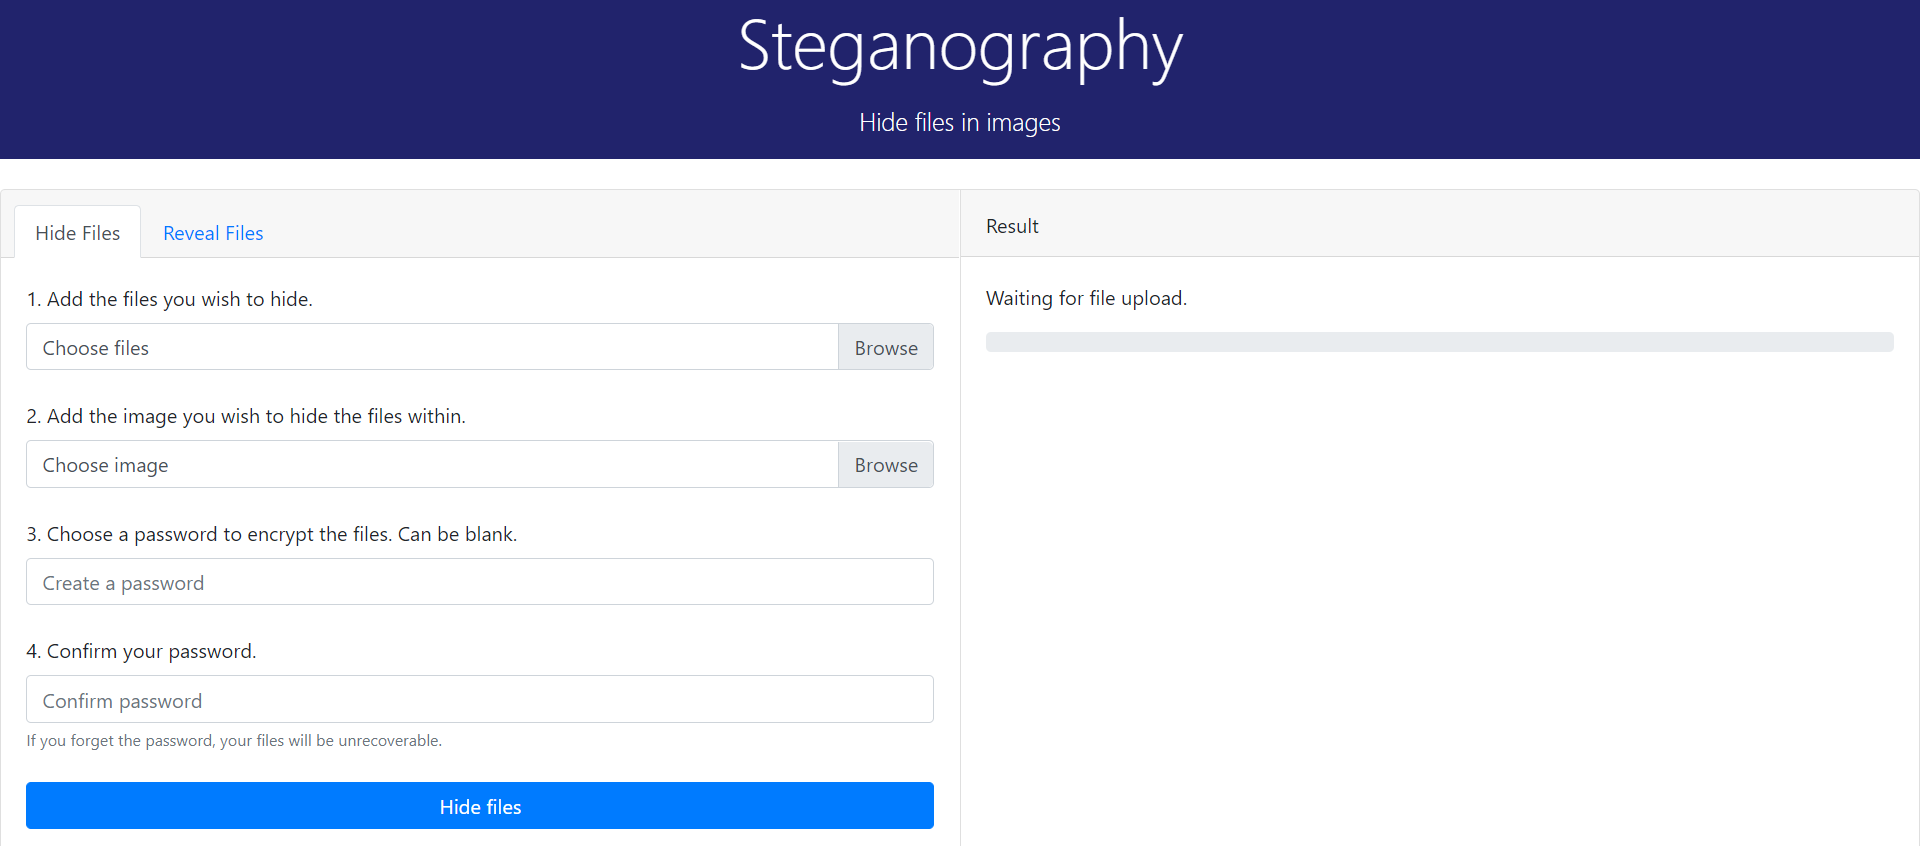 Steganography
Hide files in images
Hide Files
Reveal Files
1. Add the files you wish to hide.
Choose files
Browse
2. Add the image you wish to hide the files within.
Choose image
Browse
3. Choose a password to encrypt the files. Can be blank.
Create a password
4. Confirm your password.
Confirm password
If you forget the password, your files will be unrecoverable.
Hide files
Result
Waiting for file upload.